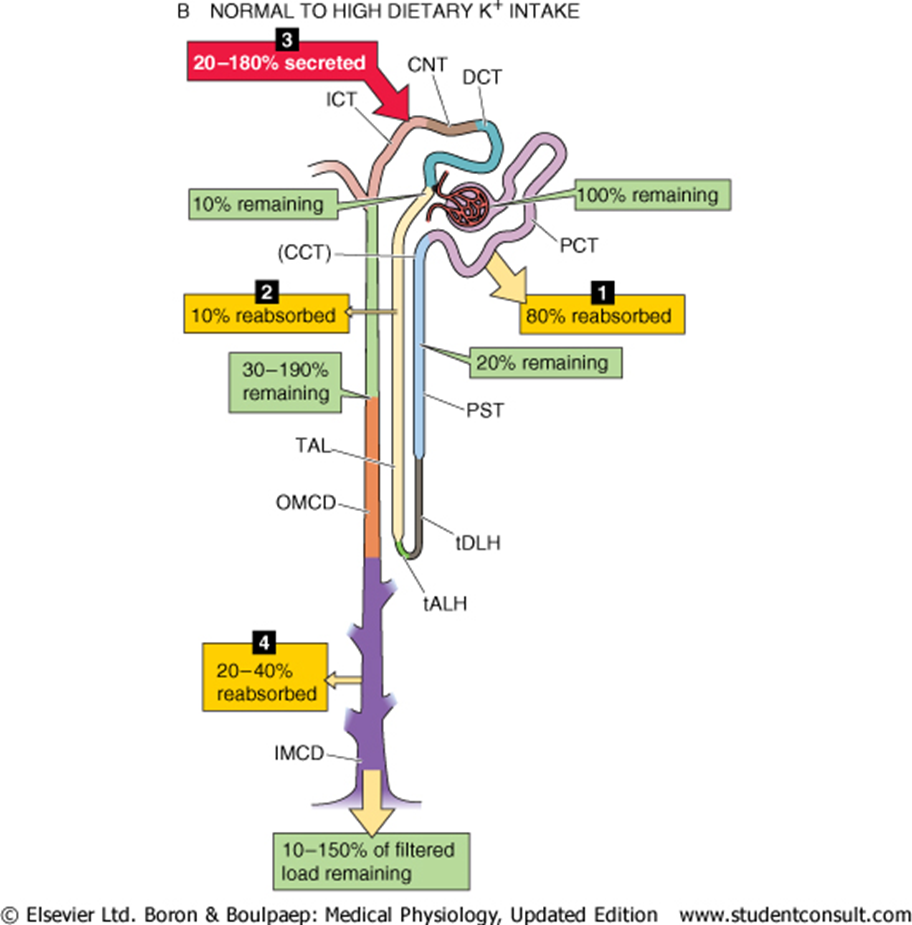 B NORMAL TO HIGH DIETARY K+ INTAKE
3
20–180% secreted
CNT
DCT
ICT
10% remaining
100% remaining
(CCT)
PCT
2
10% reabsorbed
1
80% reabsorbed
30–190%
remaining
20% remaining
PST
TAL
OMCD
tDLH
tALH
4
20–40%
reabsorbed
IMCD
10–150% of filtered
load remaining
© Elsevier Ltd. Boron & Boulpaep: Medical Physiology, Updated Edition www.studentconsult.com